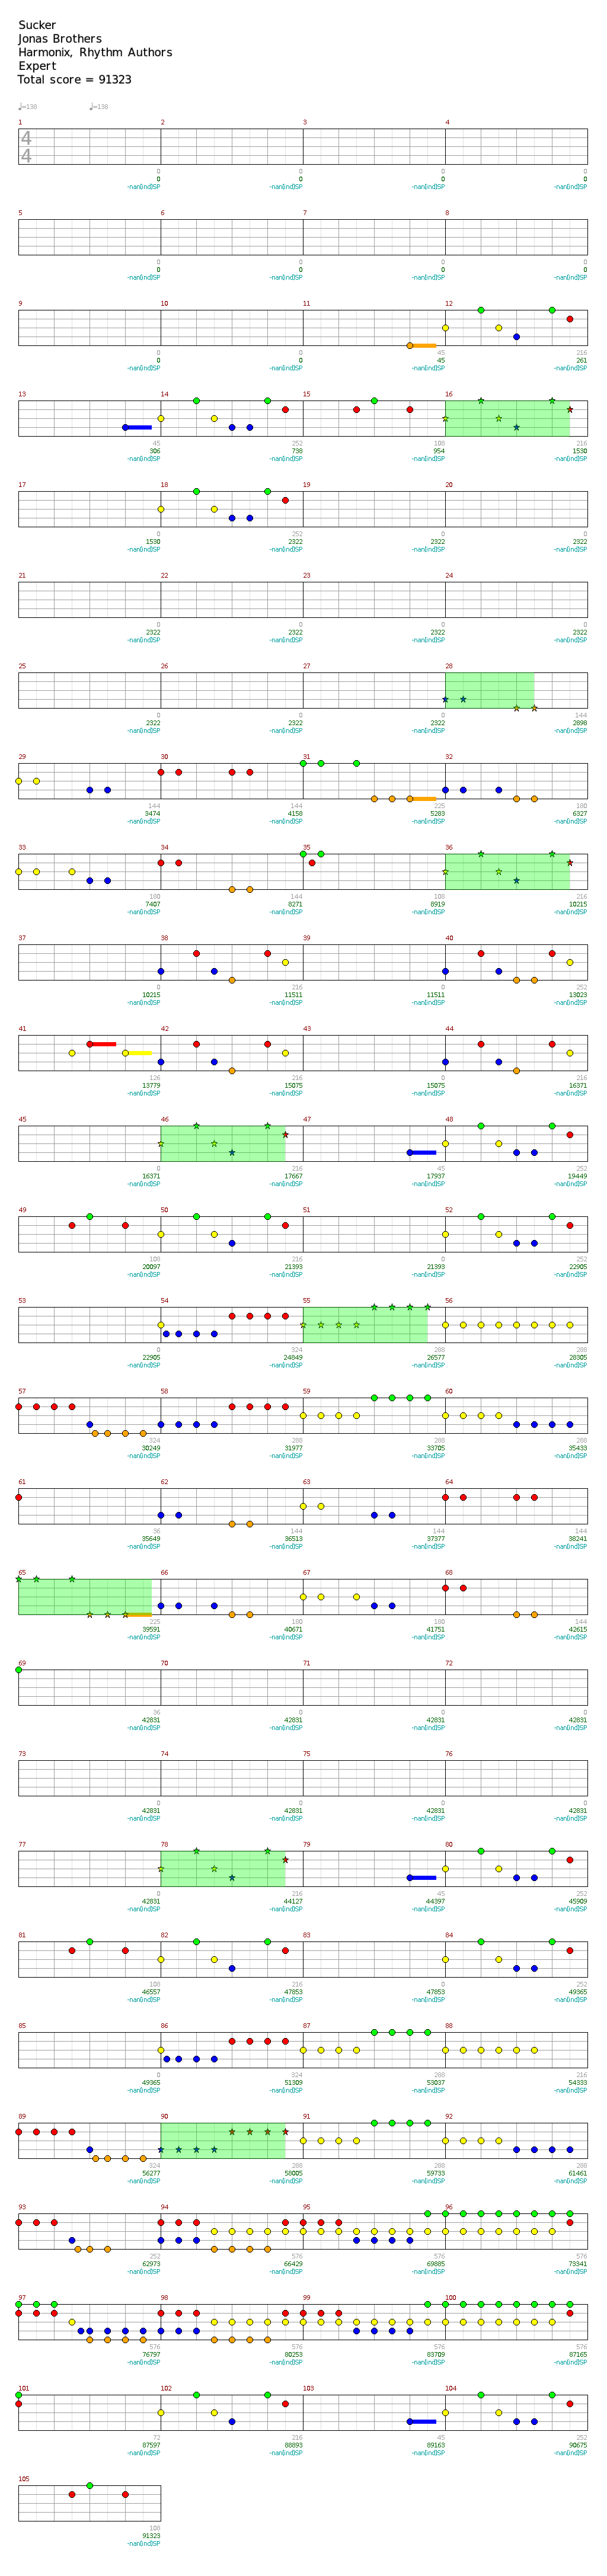 Sucker
Jonas Brothers
Harmonix, Rhythm Authors
Expert
Total score = 91323
♩=138 ♩=138
1 2 3 4
4
4
0 0 0 0
0 0 0 0
-nan(ind)SP -nan(ind)SP -nan(ind)SP -nan(ind)SP
5 6 7 8
0 0 0 0
0 0 0 0
-nan(ind)SP -nan(ind)SP -nan(ind)SP -nan(ind)SP
9 10 11 12
0 0 45 216
0 0 45 261
-nan(ind)SP -nan(ind)SP -nan(ind)SP -nan(ind)SP
13 14 15 16
45 252 108 216
306 738 954 1530
-nan(ind)SP -nan(ind)SP -nan(ind)SP -nan(ind)SP
17 18 19 20
0 252 0 0
1530 2322 2322 2322
-nan(ind)SP -nan(ind)SP -nan(ind)SP -nan(ind)SP
21 22 23 24
0 0 0 0
2322 2322 2322 2322
-nan(ind)SP -nan(ind)SP -nan(ind)SP -nan(ind)SP
25 26 27 28
0 0 0 144
2322 2322 2322 2898
-nan(ind)SP -nan(ind)SP -nan(ind)SP -nan(ind)SP
29 30 31 32
144 144 225 180
3474 4158 5283 6327
-nan(ind)SP -nan(ind)SP -nan(ind)SP -nan(ind)SP
33 34 35 36
180 144 108 216
7407 8271 8919 10215
-nan(ind)SP -nan(ind)SP -nan(ind)SP -nan(ind)SP
37 38 39 40
0 216 0 252
10215 11511 11511 13023
-nan(ind)SP -nan(ind)SP -nan(ind)SP -nan(ind)SP
41 42 43 44
126 216 0 216
13779 15075 15075 16371
-nan(ind)SP -nan(ind)SP -nan(ind)SP -nan(ind)SP
45 46 47 48
0 216 45 252
16371 17667 17937 19449
-nan(ind)SP -nan(ind)SP -nan(ind)SP -nan(ind)SP
49 50 51 52
108 216 0 252
20097 21393 21393 22905
-nan(ind)SP -nan(ind)SP -nan(ind)SP -nan(ind)SP
53 54 55 56
0 324 288 288
22905 24849 26577 28305
-nan(ind)SP -nan(ind)SP -nan(ind)SP -nan(ind)SP
57 58 59 60
324 288 288 288
30249 31977 33705 35433
-nan(ind)SP -nan(ind)SP -nan(ind)SP -nan(ind)SP
61 62 63 64
36 144 144 144
35649 36513 37377 38241
-nan(ind)SP -nan(ind)SP -nan(ind)SP -nan(ind)SP
65 66 67 68
225 180 180 144
39591 40671 41751 42615
-nan(ind)SP -nan(ind)SP -nan(ind)SP -nan(ind)SP
69 70 71 72
36 0 0 0
42831 42831 42831 42831
-nan(ind)SP -nan(ind)SP -nan(ind)SP -nan(ind)SP
73 74 75 76
0 0 0 0
42831 42831 42831 42831
-nan(ind)SP -nan(ind)SP -nan(ind)SP -nan(ind)SP
77 78 79 80
0 216 45 252
42831 44127 44397 45909
-nan(ind)SP -nan(ind)SP -nan(ind)SP -nan(ind)SP
81 82 83 84
108 216 0 252
46557 47853 47853 49365
-nan(ind)SP -nan(ind)SP -nan(ind)SP -nan(ind)SP
85 86 87 88
0 324 288 216
49365 51309 53037 54333
-nan(ind)SP -nan(ind)SP -nan(ind)SP -nan(ind)SP
89 90 91 92
324 288 288 288
56277 58005 59733 61461
-nan(ind)SP -nan(ind)SP -nan(ind)SP -nan(ind)SP
93 94 95 96
252 576 576 576
62973 66429 69885 73341
-nan(ind)SP -nan(ind)SP -nan(ind)SP -nan(ind)SP
97 98 99 100
576 576 576 576
76797 80253 83709 87165
-nan(ind)SP -nan(ind)SP -nan(ind)SP -nan(ind)SP
101 102 103 104
72 216 45 252
87597 88893 89163 90675
-nan(ind)SP -nan(ind)SP -nan(ind)SP -nan(ind)SP
105
108
91323
-nan(ind)SP